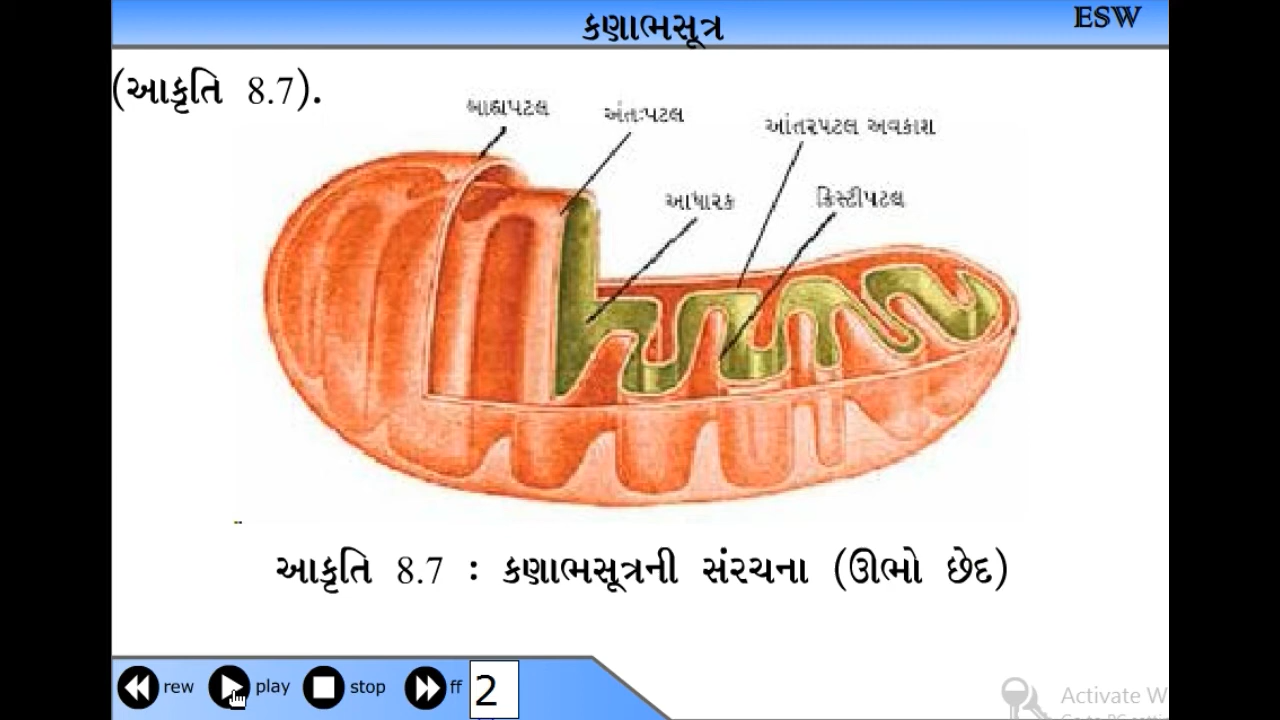 કણાભસૂત્ર
ESW
(આકૃતિ 8.7).
બાહ્યપટલ
અંતઃપટલ
આંતરપટલ અવકાશ
આધારક
ક્રિસ્ટીપટલ
આકૃતિ 8.7 : કણાભસૂત્રની સંરચના (ઊભો છેદ)
rew play stop ff 2
Activate W